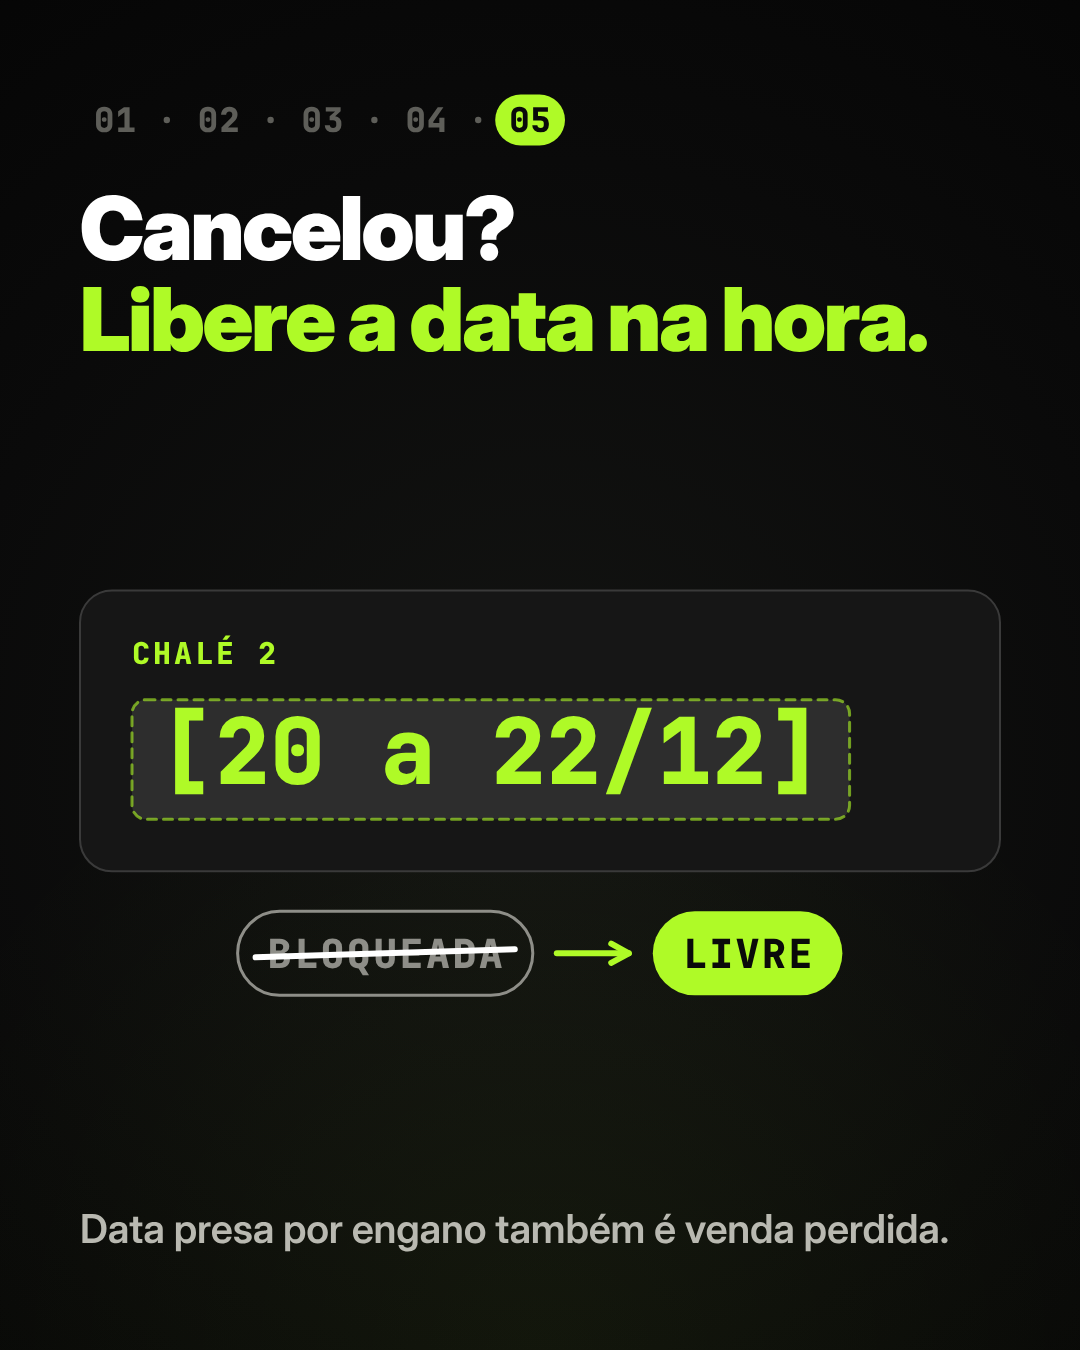 01 · 02 · 03 · 04 · 05
Cancelou?
Libere a data na hora.
CHALÉ 2
[20 a 22/12]
BLOQUEADA → LIVRE
Data presa por engano também é venda perdida.